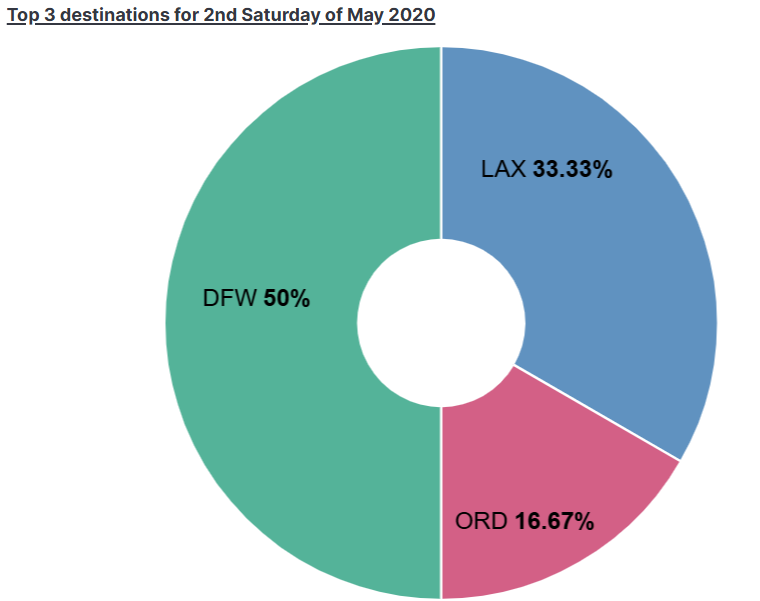 Top 3 destinations for 2nd Saturday of May 2020
LAX 33.33%
DFW 50%
ORD 16.67%